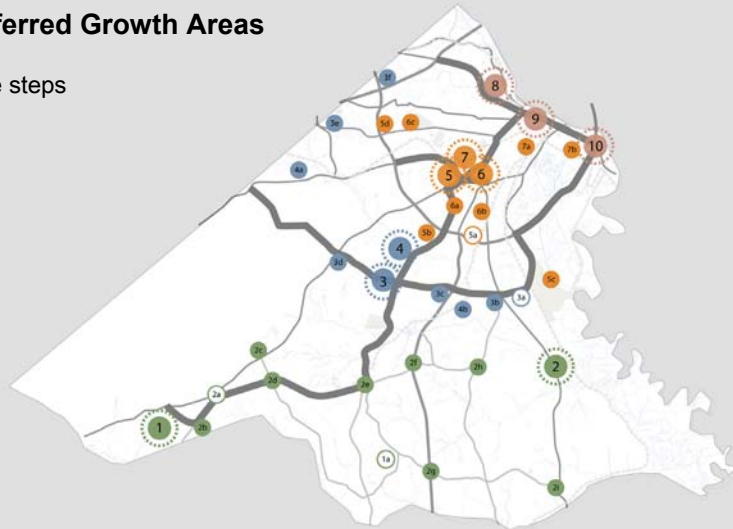 ferred Growth Areas
e steps
3f
8
3e
5d
6c
9
7a
7b
10
4a
7
5
6
6a
6b
5b
5a
4
3d
3
5c
3c
3b
3a
4b
2c
2f
2h
2
2d
2e
2a
1
2b
1a
2g
2i